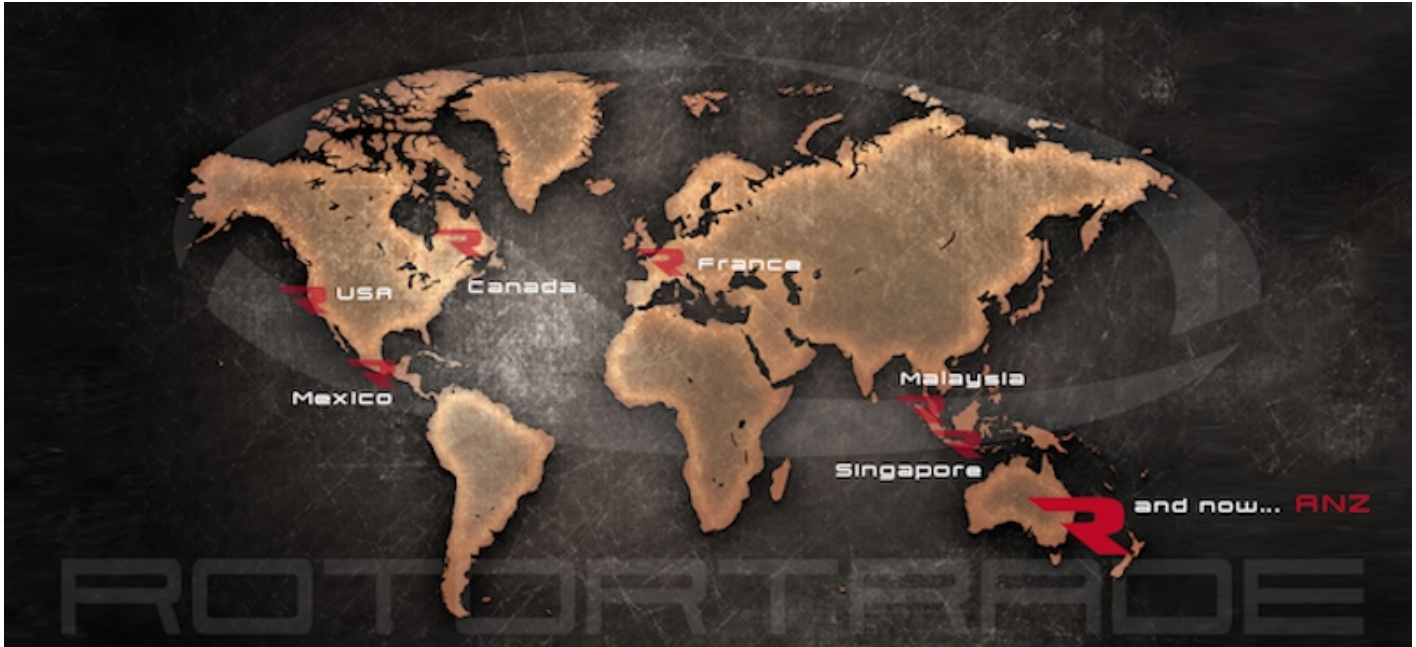 France
Canada
USA
Malaysia
Mexico
Singapore
and now... ANZ
ROTORTRADE